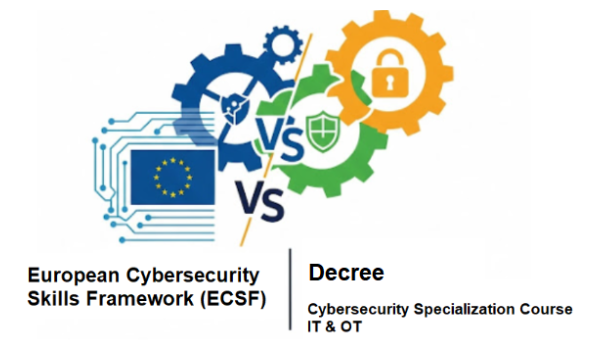 VS
VS
European Cybersecurity
Skills Framework (ECSF)
Decree
Cybersecurity Specialization Course
IT & OT